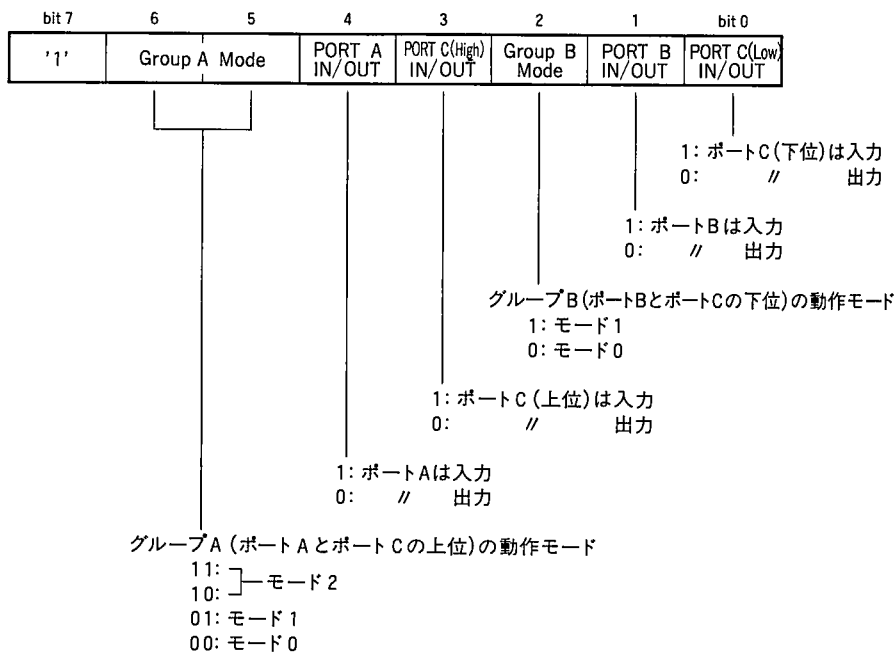 bit 7 6 5 4 3 2 1 bit 0
'1' Group A Mode PORT A IN/OUT PORT C(High) IN/OUT Group B Mode PORT B IN/OUT PORT C(Low) IN/OUT
1: ポートC(下位)は入力
0: 〃 出力
1: ポートBは入力
0: 〃 出力
グループB(ポートBとポートCの下位)の動作モード
1: モード1
0: モード0
1: ポートC(上位)は入力
0: 〃 出力
1: ポートAは入力
0: 〃 出力
グループA(ポートAとポートCの上位)の動作モード
11:
10: モード2
01: モード1
00: モード0